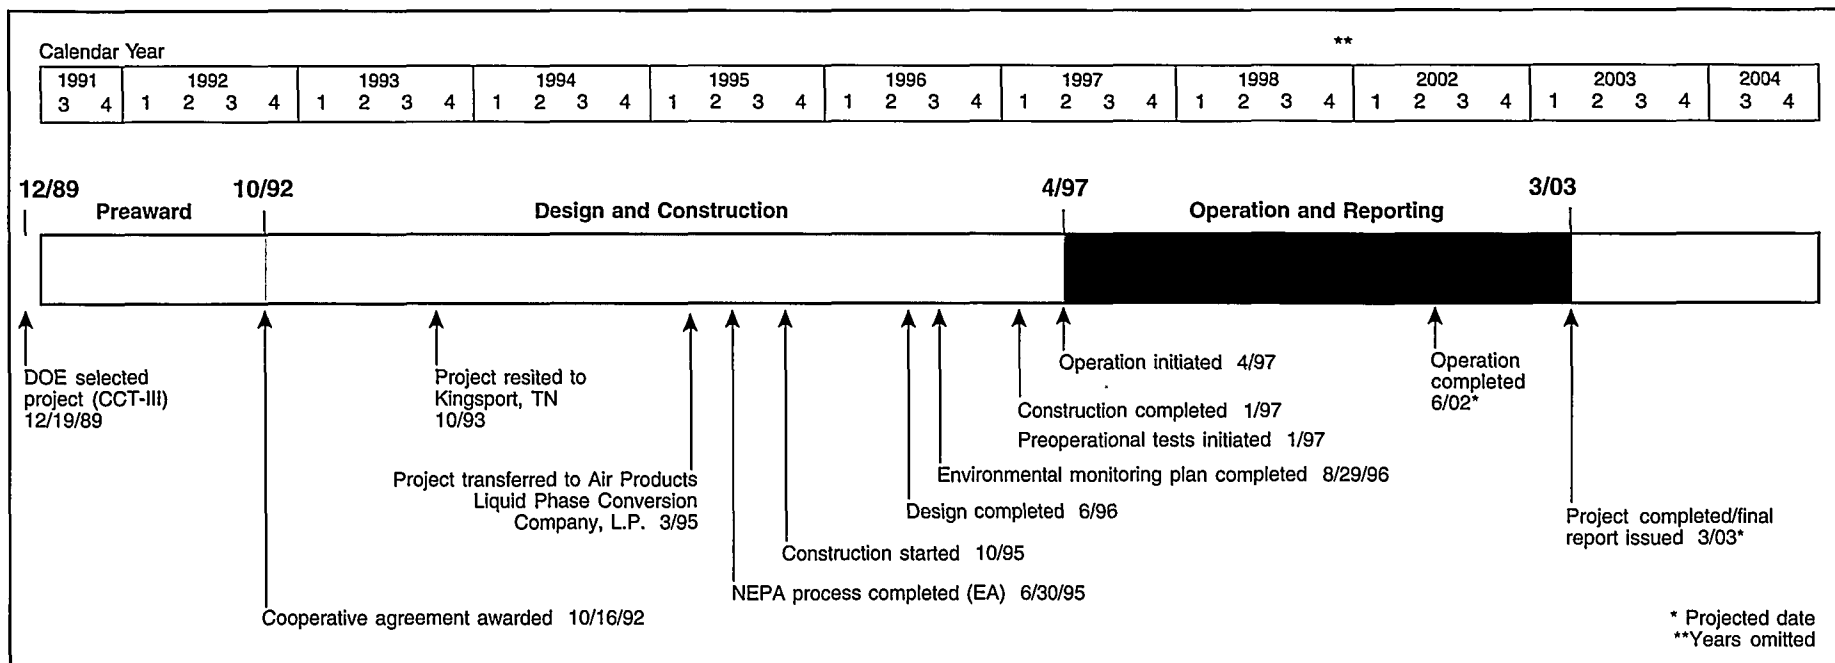 Calendar Year
**
1991 1992 1993 1994 1995 1996 1997 1998 2002 2003 2004
3 4 1 2 3 4 1 2 3 4 1 2 3 4 1 2 3 4 1 2 3 4 1 2 3 4 1 2 3 4 1 2 3 4 1 2 3 4 3 4
12/89 10/92 4/97 3/03
Preaward Design and Construction Operation and Reporting
DOE selected
project (CCT-III)
12/19/89
Cooperative agreement awarded 10/16/92
Project resited to
Kingsport, TN
10/93
Project transferred to Air Products
Liquid Phase Conversion
Company, L.P. 3/95
NEPA process completed (EA) 6/30/95
Construction started 10/95
Design completed 6/96
Environmental monitoring plan completed 8/29/96
Construction completed 1/97
Preoperational tests initiated 1/97
Operation initiated 4/97
Operation
completed
6/02*
Project completed/final
report issued 3/03*
* Projected date
**Years omitted